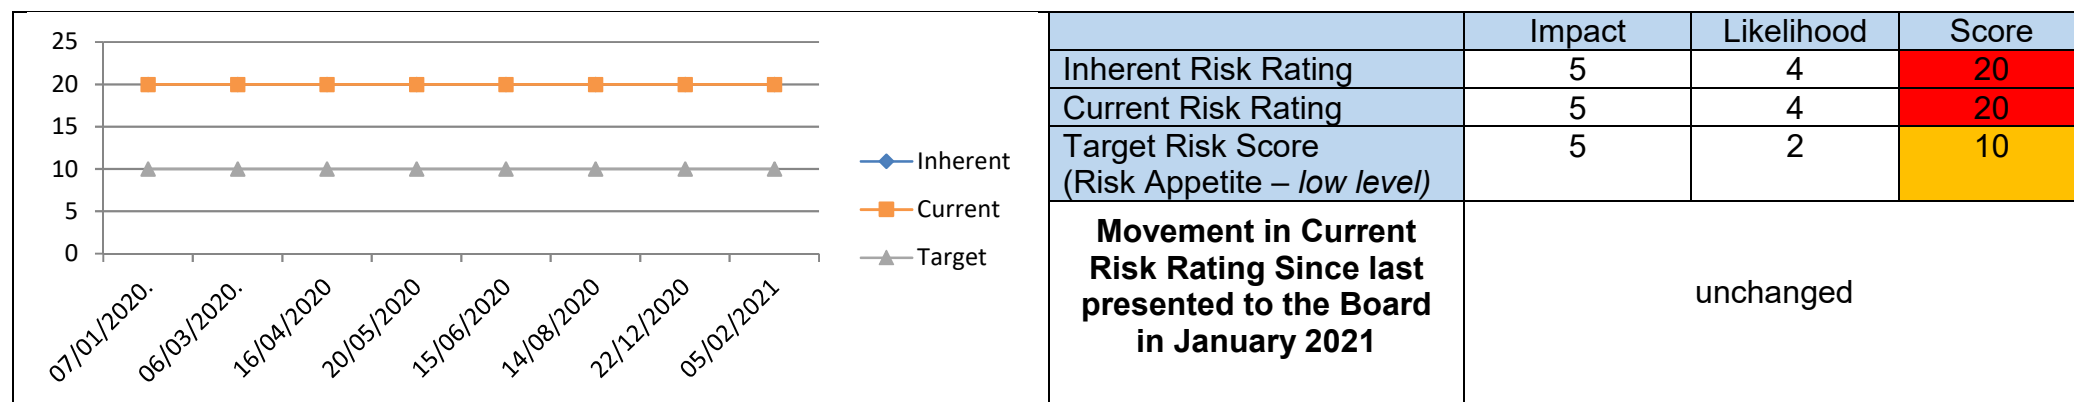 25
20
15
10
5
0
07/01/2020.
06/03/2020.
16/04/2020
20/05/2020
15/06/2020
14/08/2020
22/12/2020
05/02/2021
Inherent
Current
Target
Impact Likelihood Score
Inherent Risk Rating 5 4 20
Current Risk Rating 5 4 20
Target Risk Score 5 2 10
(Risk Appetite – low level)
Movement in Current
Risk Rating Since last
presented to the Board
in January 2021
unchanged